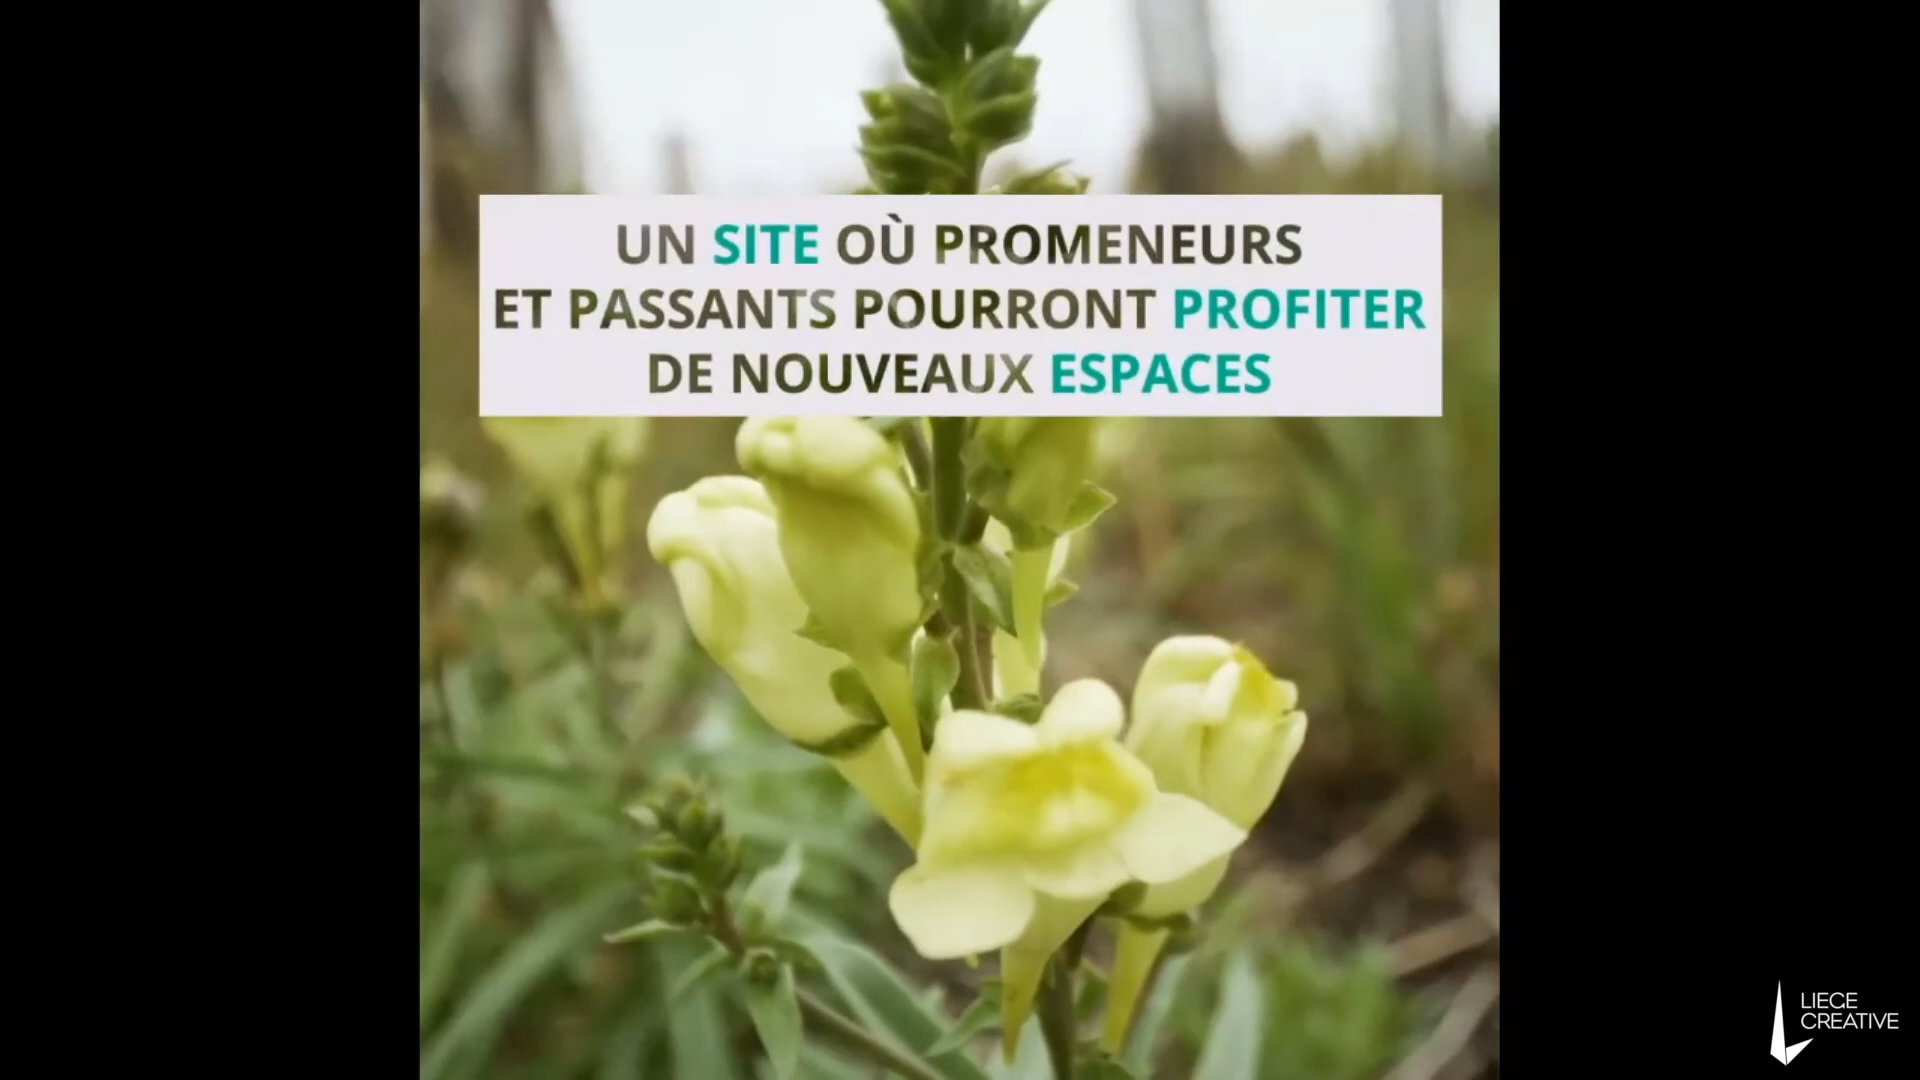 UN SITE OÙ PROMENEURS
ET PASSANTS POURRONT PROFITER
DE NOUVEAUX ESPACES
LIEGE
CREATIVE